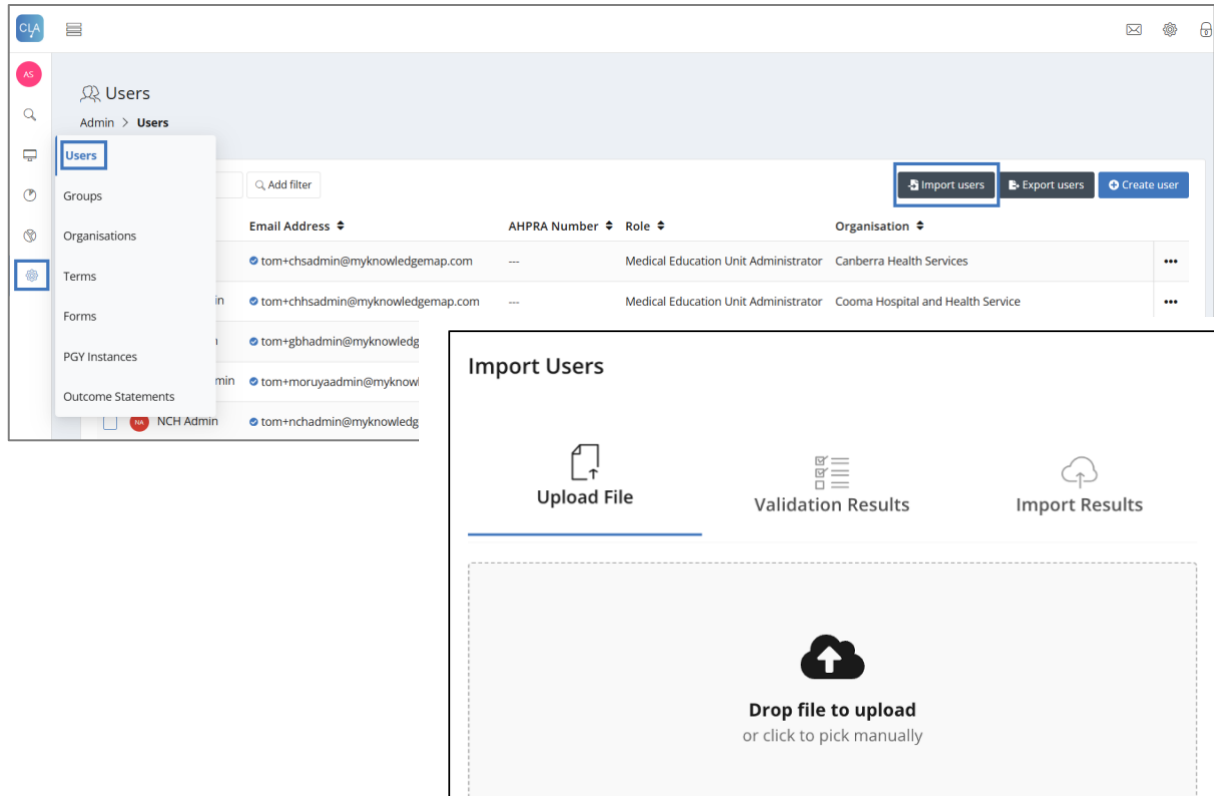 CLA
AS
Users
Admin > Users
Users
Groups
Organisations
Terms
Forms
PGY Instances
Outcome Statements
Add filter
Import users
Export users
Create user
Email Address
AHPRA Number
Role
Organisation
tom+chsadmin@myknowledgemap.com --- Medical Education Unit Administrator Canberra Health Services
in tom+chhsadmin@myknowledgemap.com --- Medical Education Unit Administrator Cooma Hospital and Health Service
tom+gbhadmin@myknowledg
min tom+moruyaadmin@myknowl
NA NCH Admin tom+nchadmin@myknowledg
Import Users
Upload File
Validation Results
Import Results
Drop file to upload
or click to pick manually